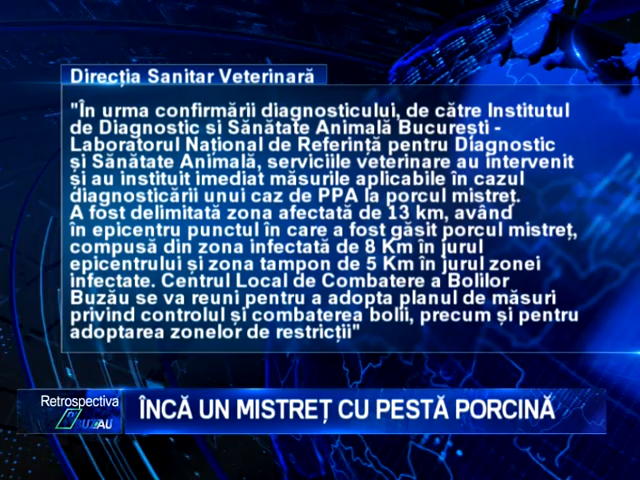 Direcția Sanitar Veterinară
"În urma confirmării diagnosticului, de către Institutul
de Diagnostic si Sănătate Animală Bucuresti -
Laboratorul Național de Referință pentru Diagnostic
și Sănătate Animală, serviciile veterinare au intervenit
și au instituit imediat măsurile aplicabile în cazul
diagnosticării unui caz de PPA la porcul mistreț.
A fost delimitată zona afectată de 13 km, având
în epicentru punctul în care a fost găsit porcul mistreț,
compusă din zona infectată de 8 Km în jurul
epicentrului și zona tampon de 5 Km în jurul zonei
infectate. Centrul Local de Combatere a Bolilor
Buzău se va reuni pentru a adopta planul de măsuri
privind controlul și combaterea bolii, precum și pentru
adoptarea zonelor de restricții"
Retrospectiva
BUZAU
ÎNCĂ UN MISTREȚ CU PESTĂ PORCINĂ